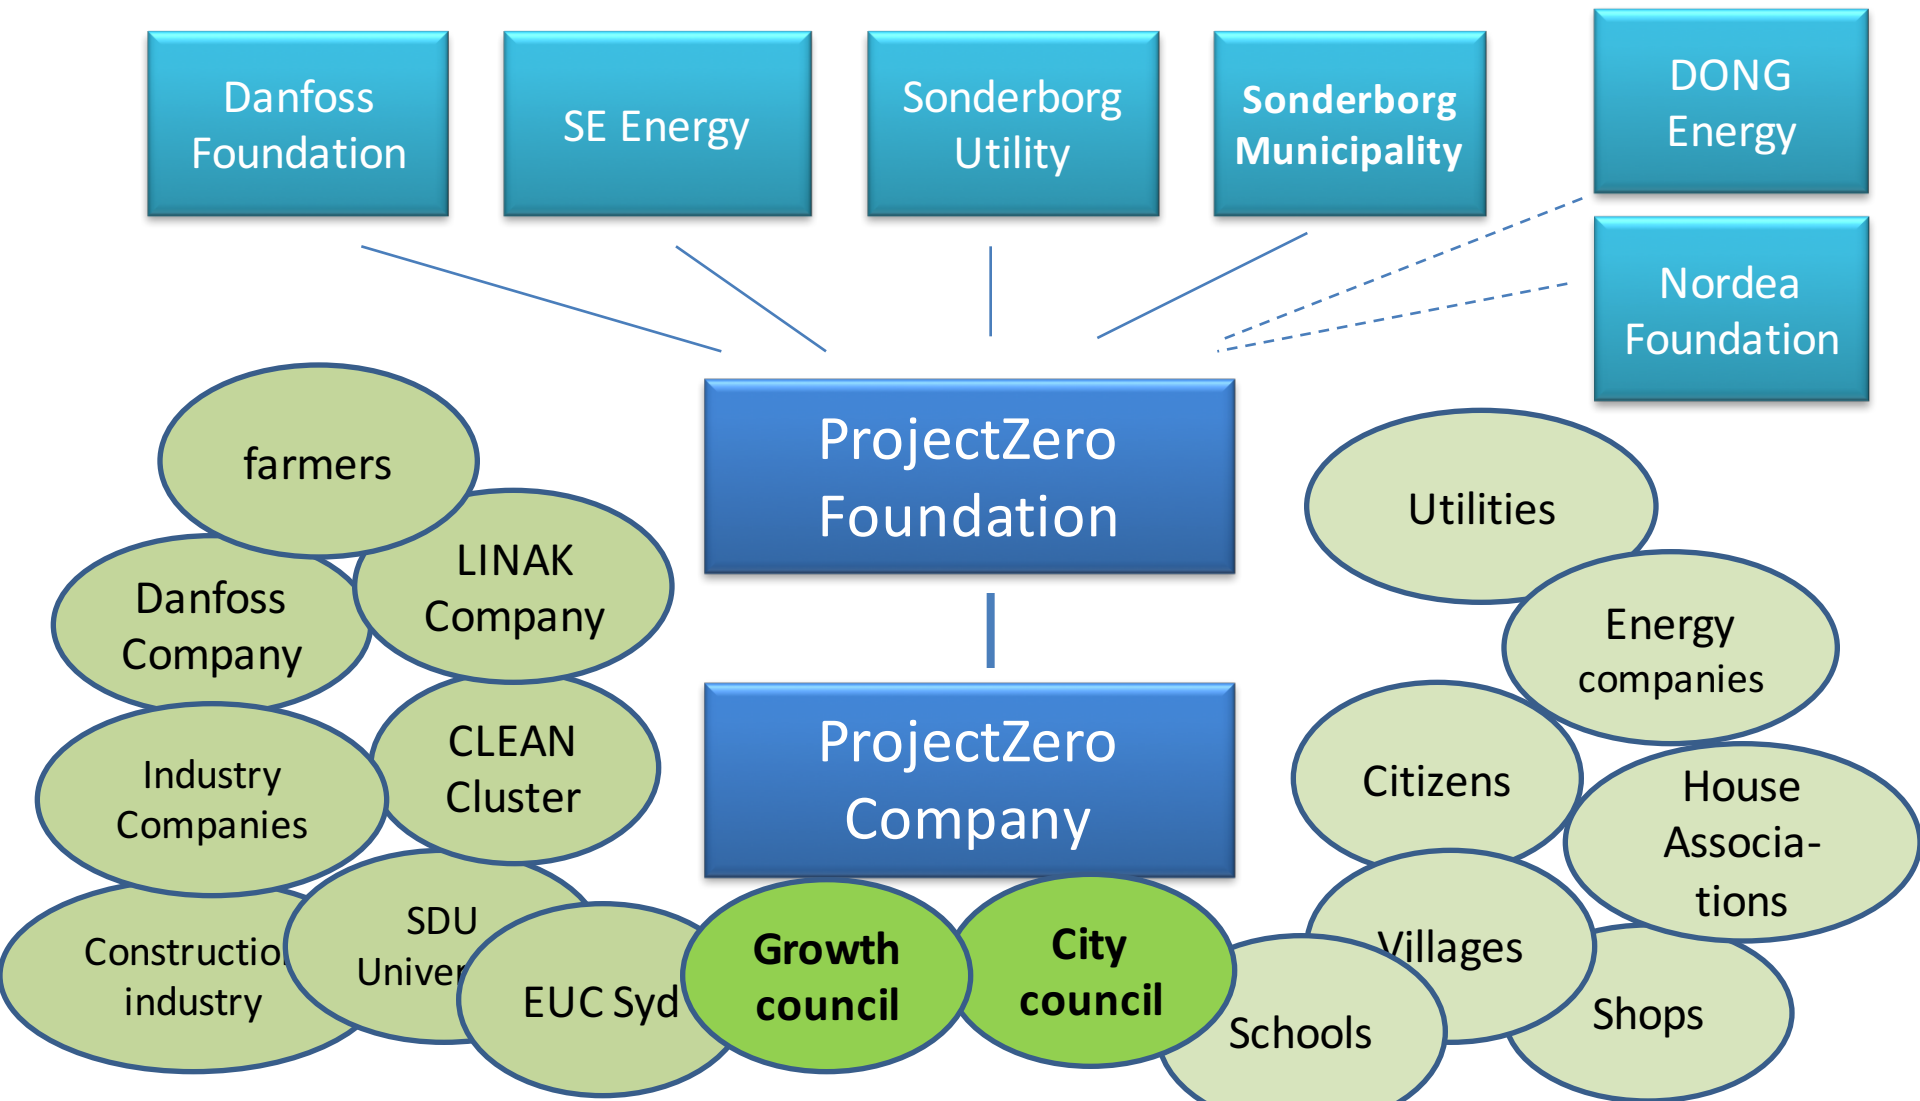 Danfoss
Foundation
SE Energy
Sonderborg
Utility
Sonderborg
Municipality
DONG
Energy
Nordea
Foundation
ProjectZero
Foundation
ProjectZero
Company
farmers
LINAK
Company
Danfoss
Company
CLEAN
Cluster
Industry
Companies
SDU
Construction
industry
EUC Syd
Growth
council
City
council
Utilities
Energy
companies
Citizens
House
Associa-
tions
Villages
Shops
Schools